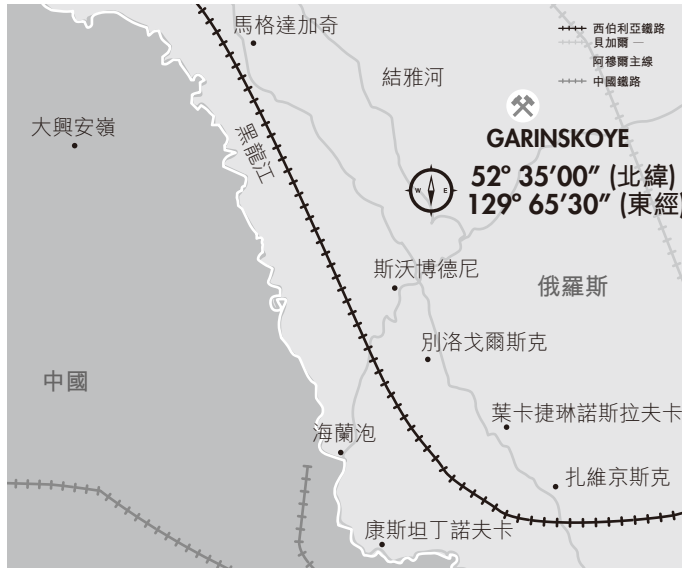 馬格達加奇
西伯利亞鐵路
貝加爾 —
阿穆爾主線
中國鐵路
結雅河
大興安嶺
黑龍江
GARINSKOYE
W E
52° 35’00” (北緯)
129° 65’30” (東經)
斯沃博德尼
俄羅斯
別洛戈爾斯克
中國
葉卡捷琳諾斯拉夫卡
海蘭泡
扎維京斯克
康斯坦丁諾夫卡